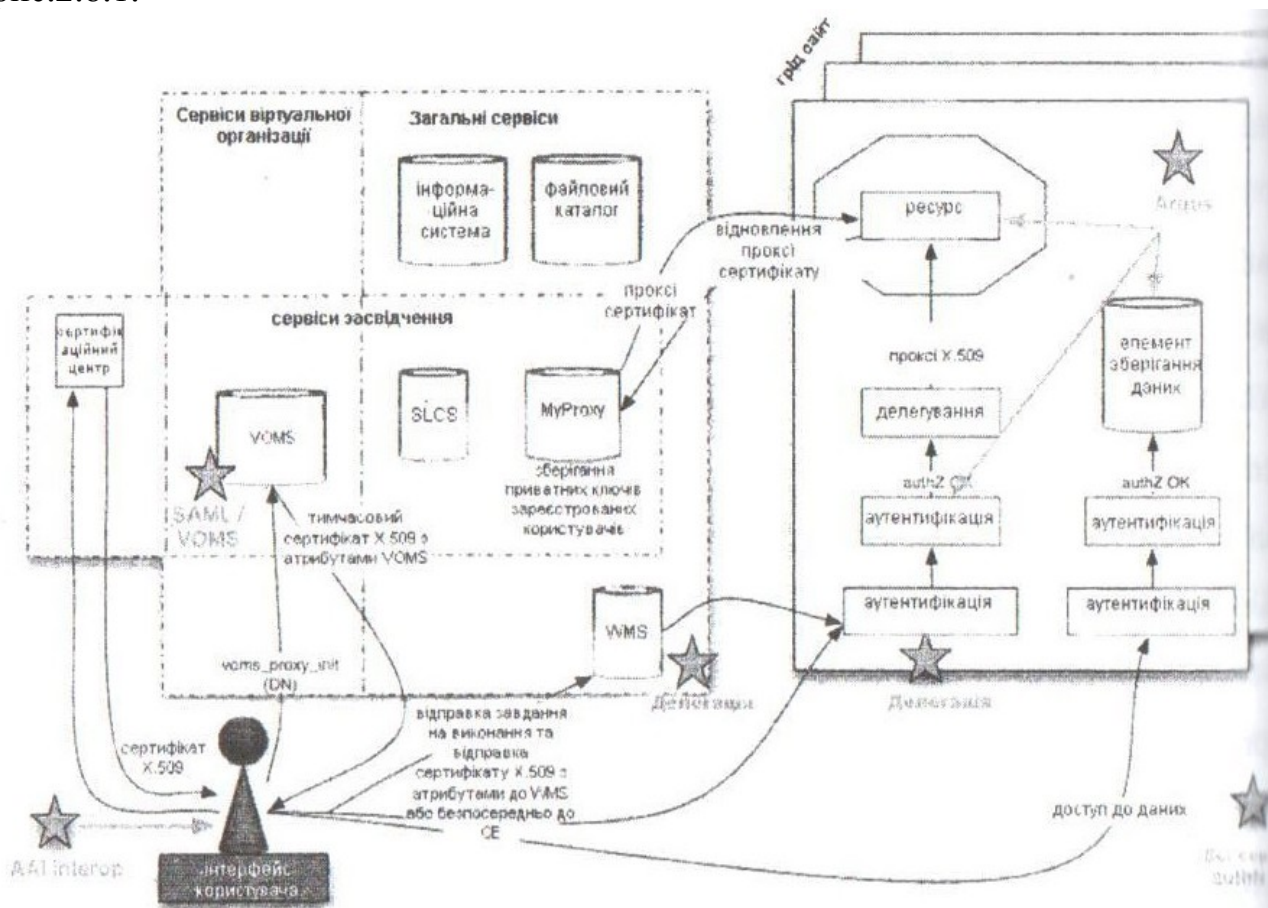 грід сайт
Сервіси віртуальної
організації
Загальні сервіси
інформа-
ційна
система
файловий
каталог
ресурс
Argus
відновлення
проксі
сертифікату
проксі
сертифікат
сервіси засвідчення
сертифік
аційний
центр
VOMS
SLCS
MyProxy
зберігання
приватних ключів
зареєстрованих
користувачів
проксі X.509
елемент
зберігання
даних
делегування
authZ OK
authZ OK
аутентифікація
аутентифікація
SAML /
VOMS
тимчасовий
сертифікат X.509 з
атрибутами VOMS
WMS
аутентифікація
аутентифікація
voms_proxy_init
(DN)
Делегація
Делегація
відправка завдання
на виконання та
відправка
сертифікату X.509 з
атрибутами до WMS
або безпосередньо до
CE
сертифікат
X.509
доступ до даних
AAI interop
інтерфейс
користувача